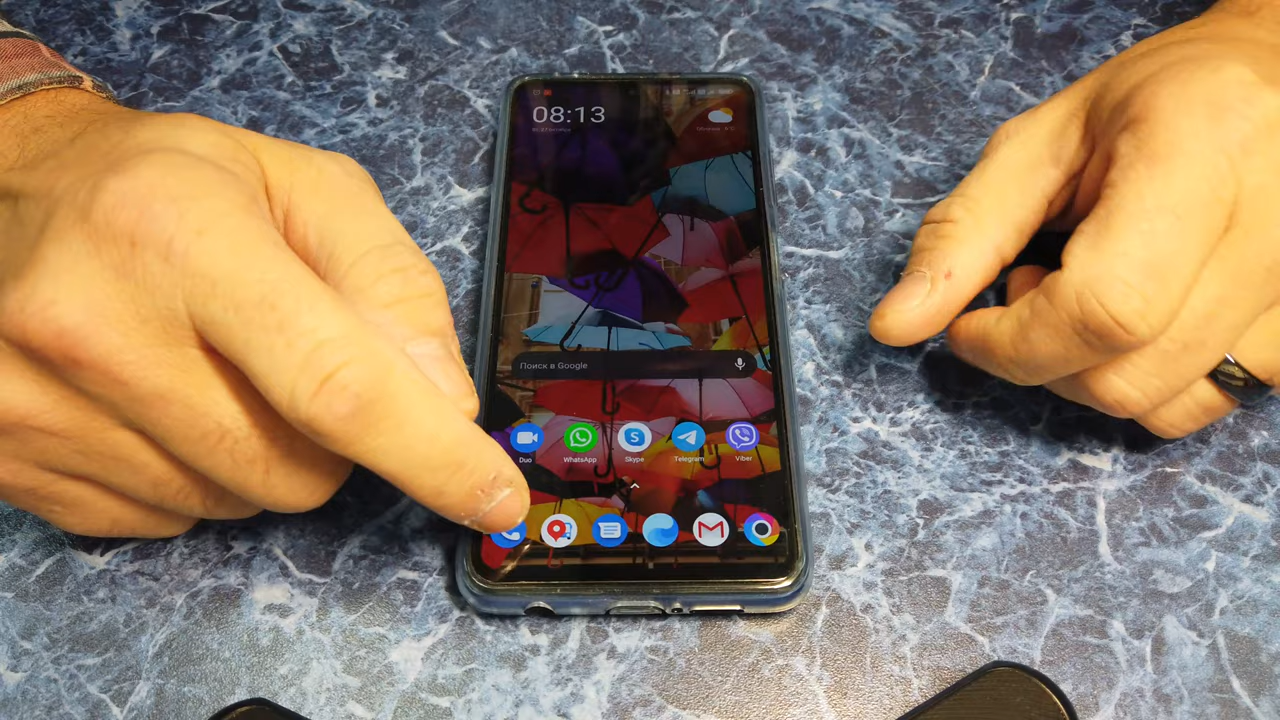 08:13
Поиск в Google
Duo
WhatsApp
Skype
Telegram
Viber